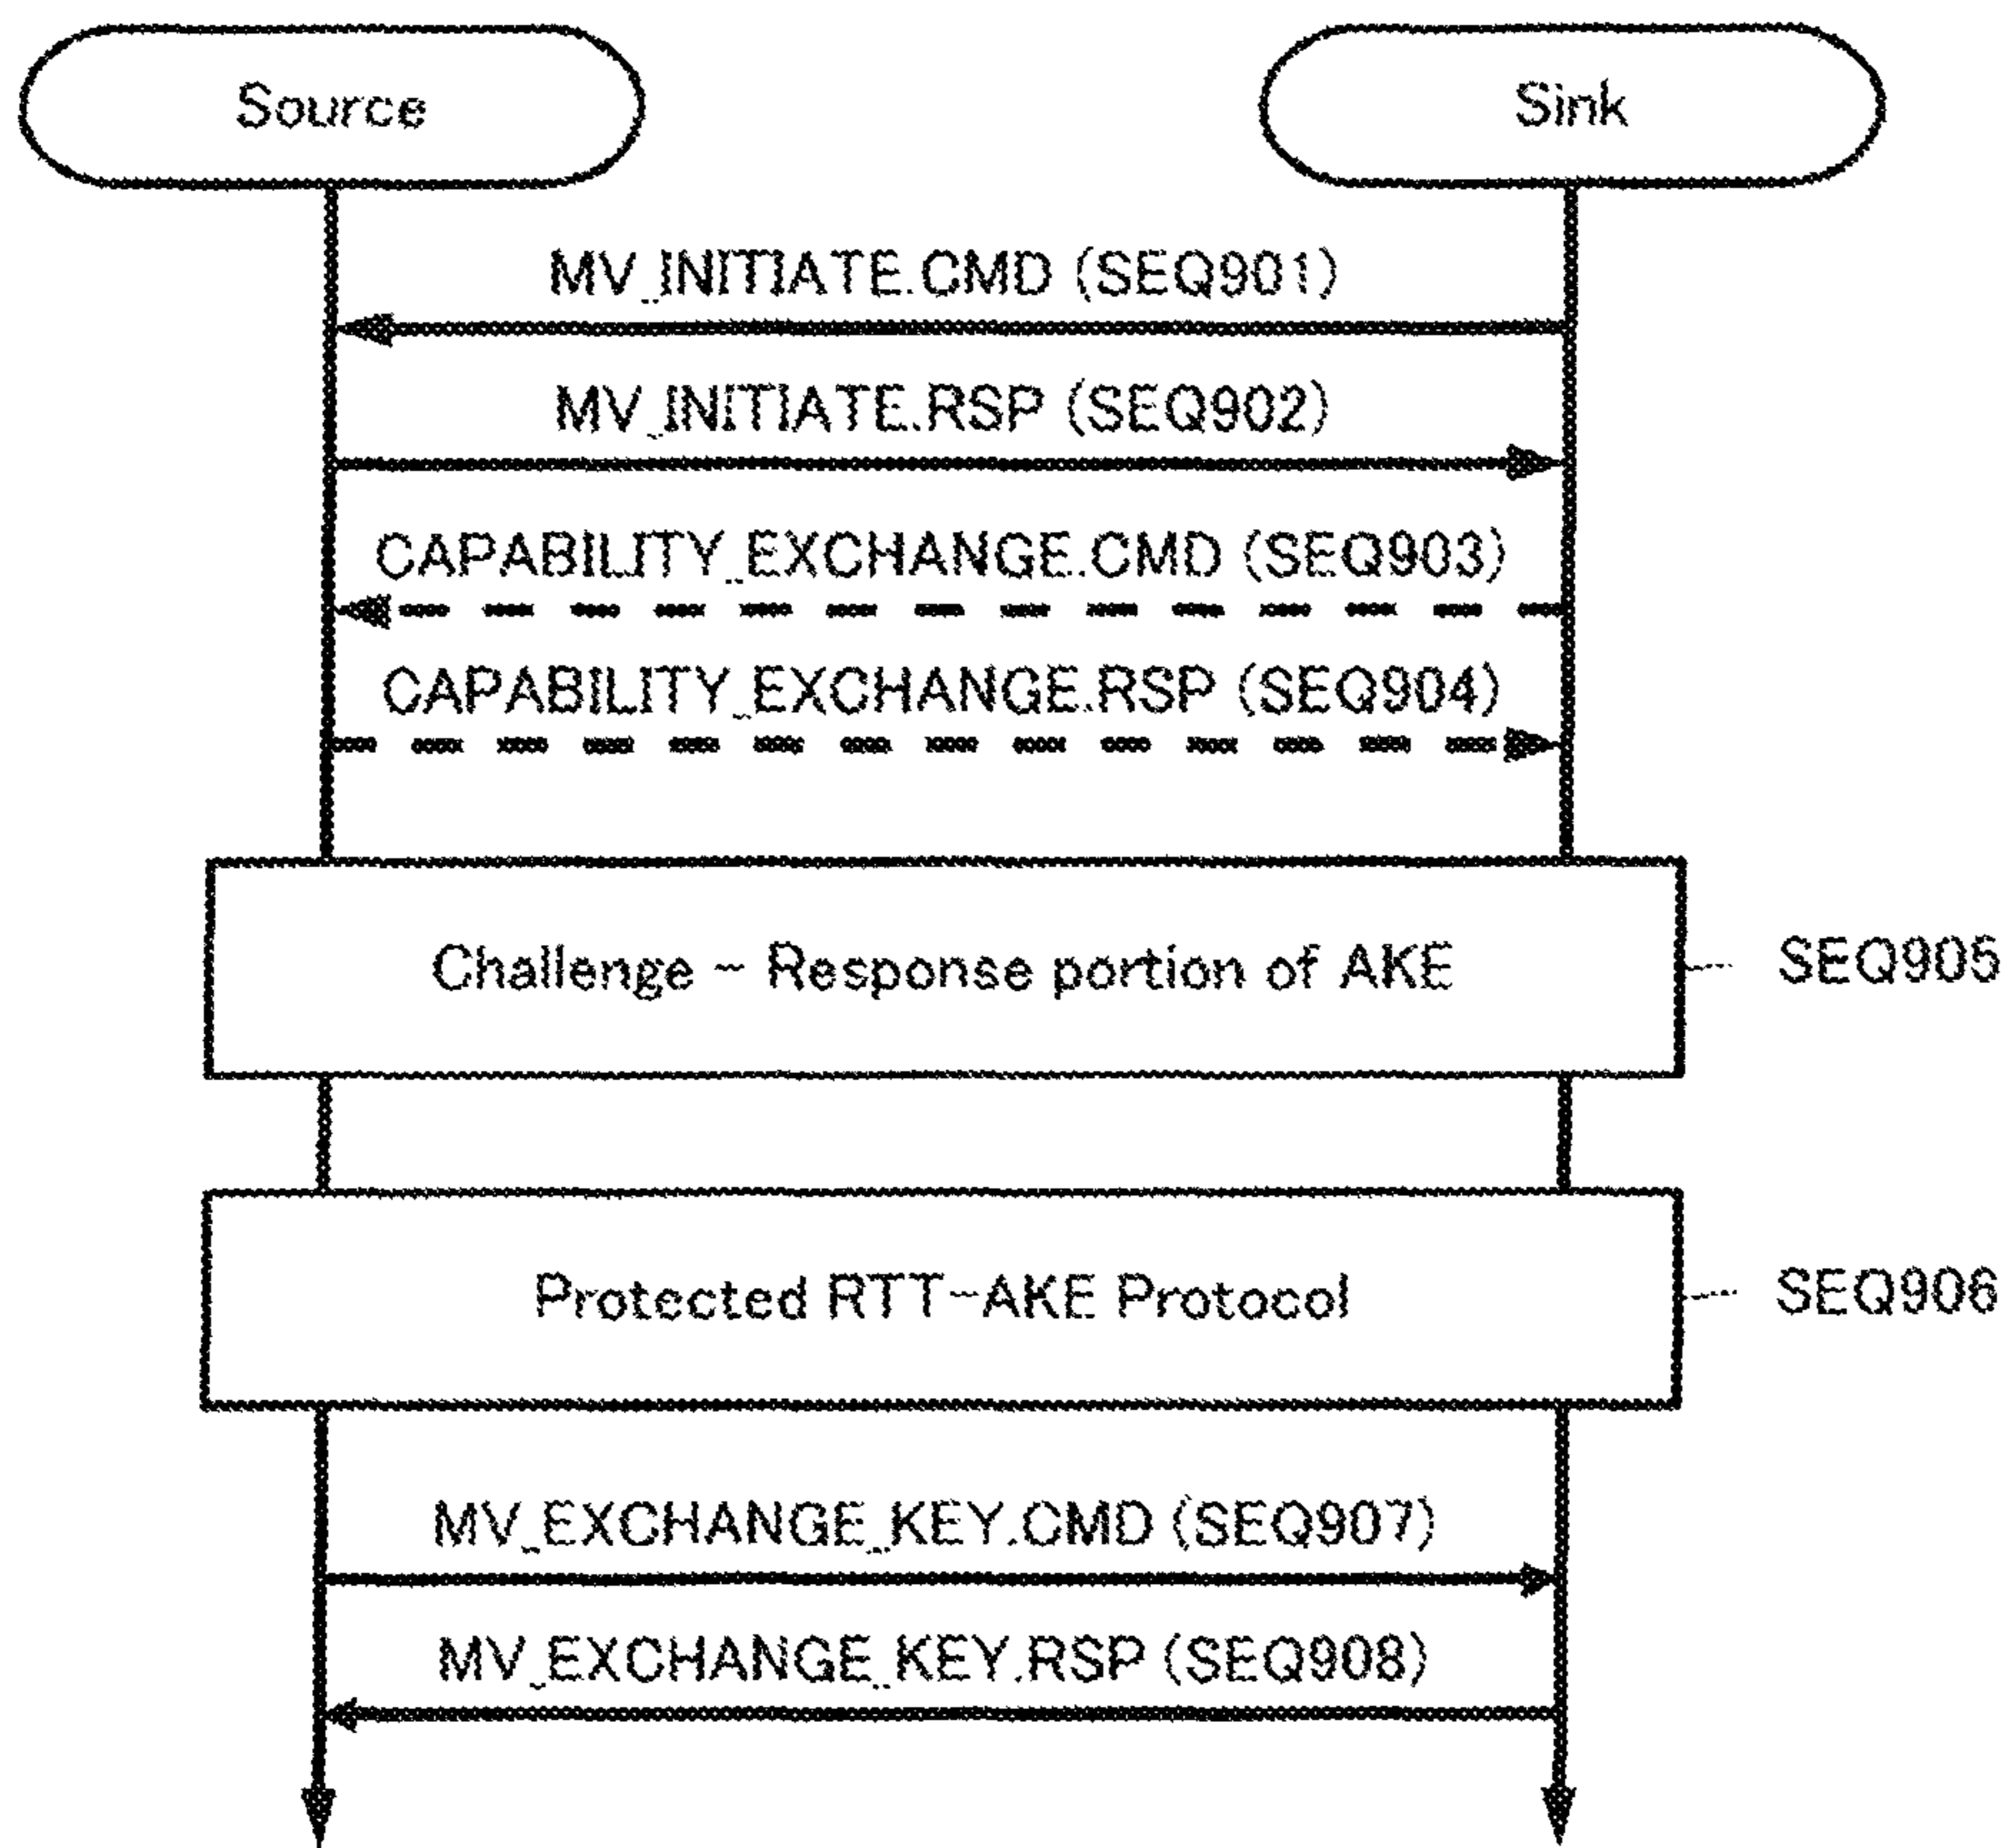 Source
Sink
MV_INITIATE.CMD (SEQ901)
MV_INITIATE.RSP (SEQ902)
CAPABILITY_EXCHANGE.CMD (SEQ903)
CAPABILITY_EXCHANGE.RSP (SEQ904)
Challenge - Response portion of AKE
SEQ905
Protected RTT-AKE Protocol
SEQ906
MV_EXCHANGE_KEY.CMD (SEQ907)
MV_EXCHANGE_KEY.RSP (SEQ908)